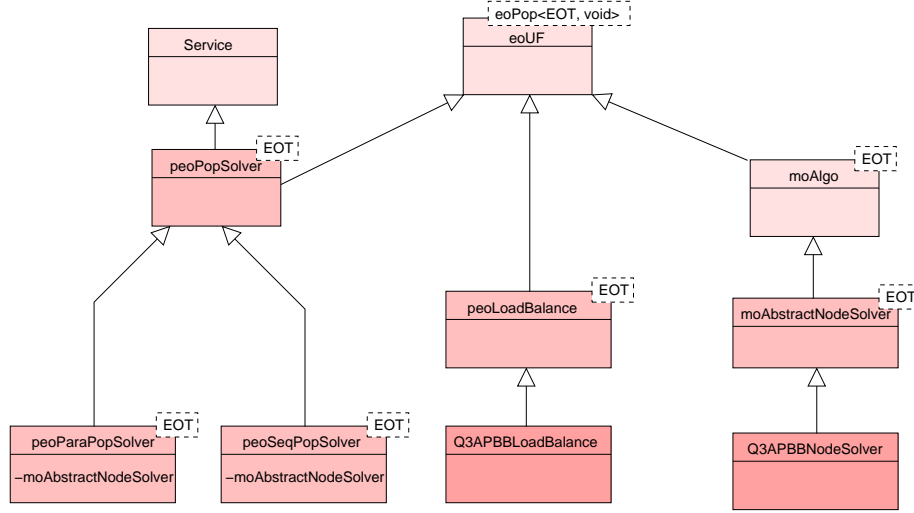 eoPop<EOT, void>
eoUF
Service
EOT
peoPopSolver
EOT
moAlgo
EOT
peoLoadBalance
EOT
moAbstractNodeSolver
EOT
peoParaPopSolver
−moAbstractNodeSolver
EOT
peoSeqPopSolver
−moAbstractNodeSolver
Q3APBBLoadBalance
Q3APBBNodeSolver